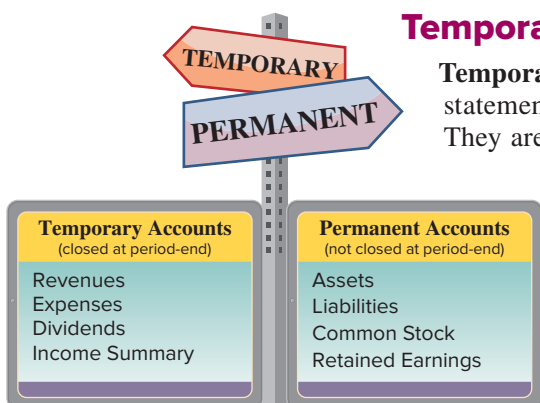 Tempora
TEMPORARY
Tempora
statemen
They are
PERMANENT
Temporary Accounts
(closed at period-end)
Revenues
Expenses
Dividends
Income Summary
Permanent Accounts
(not closed at period-end)
Assets
Liabilities
Common Stock
Retained Earnings